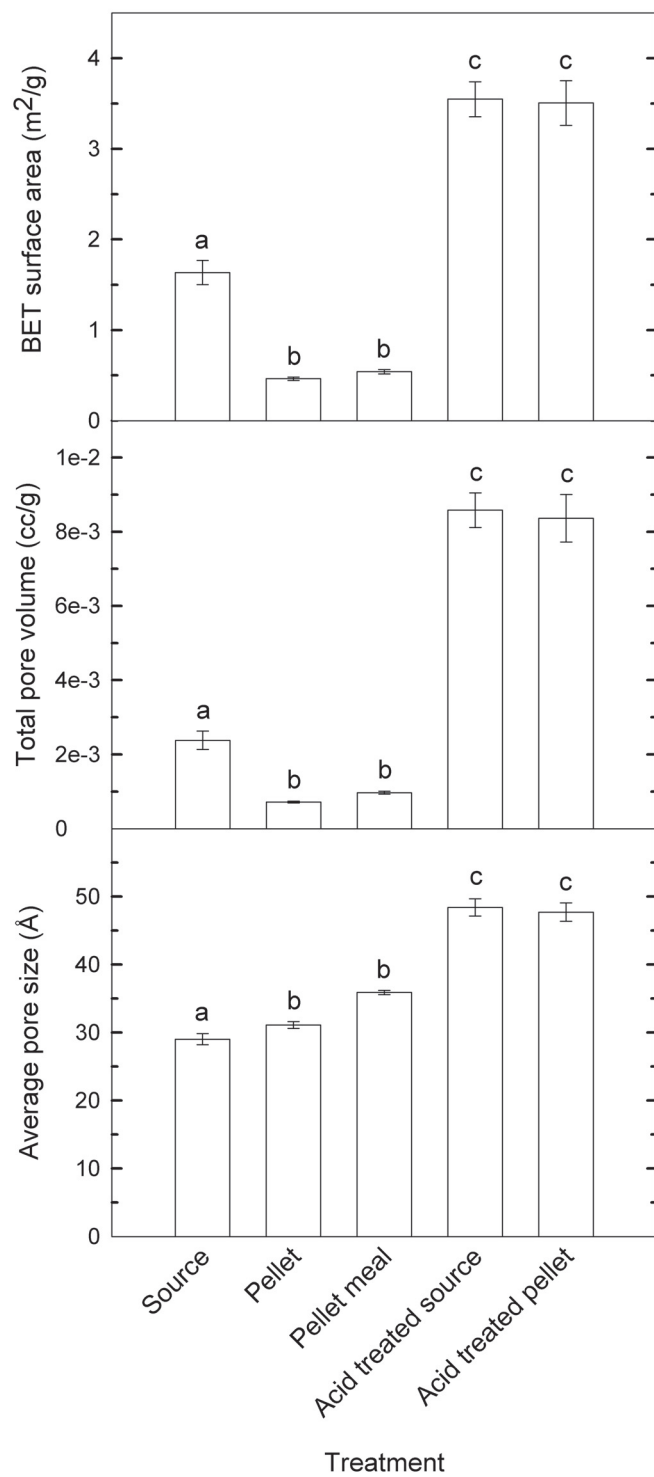 BET surface area (m²/g)
4
3
2
1
0
a
b
b
c
c
Total pore volume (cc/g)
1e-2
8e-3
6e-3
4e-3
2e-3
0
a
b
b
c
c
Average pore size (Å)
50
40
30
20
10
0
a
b
b
c
c
Source
Pellet
Pellet meal
Acid treated source
Acid treated pellet
Treatment